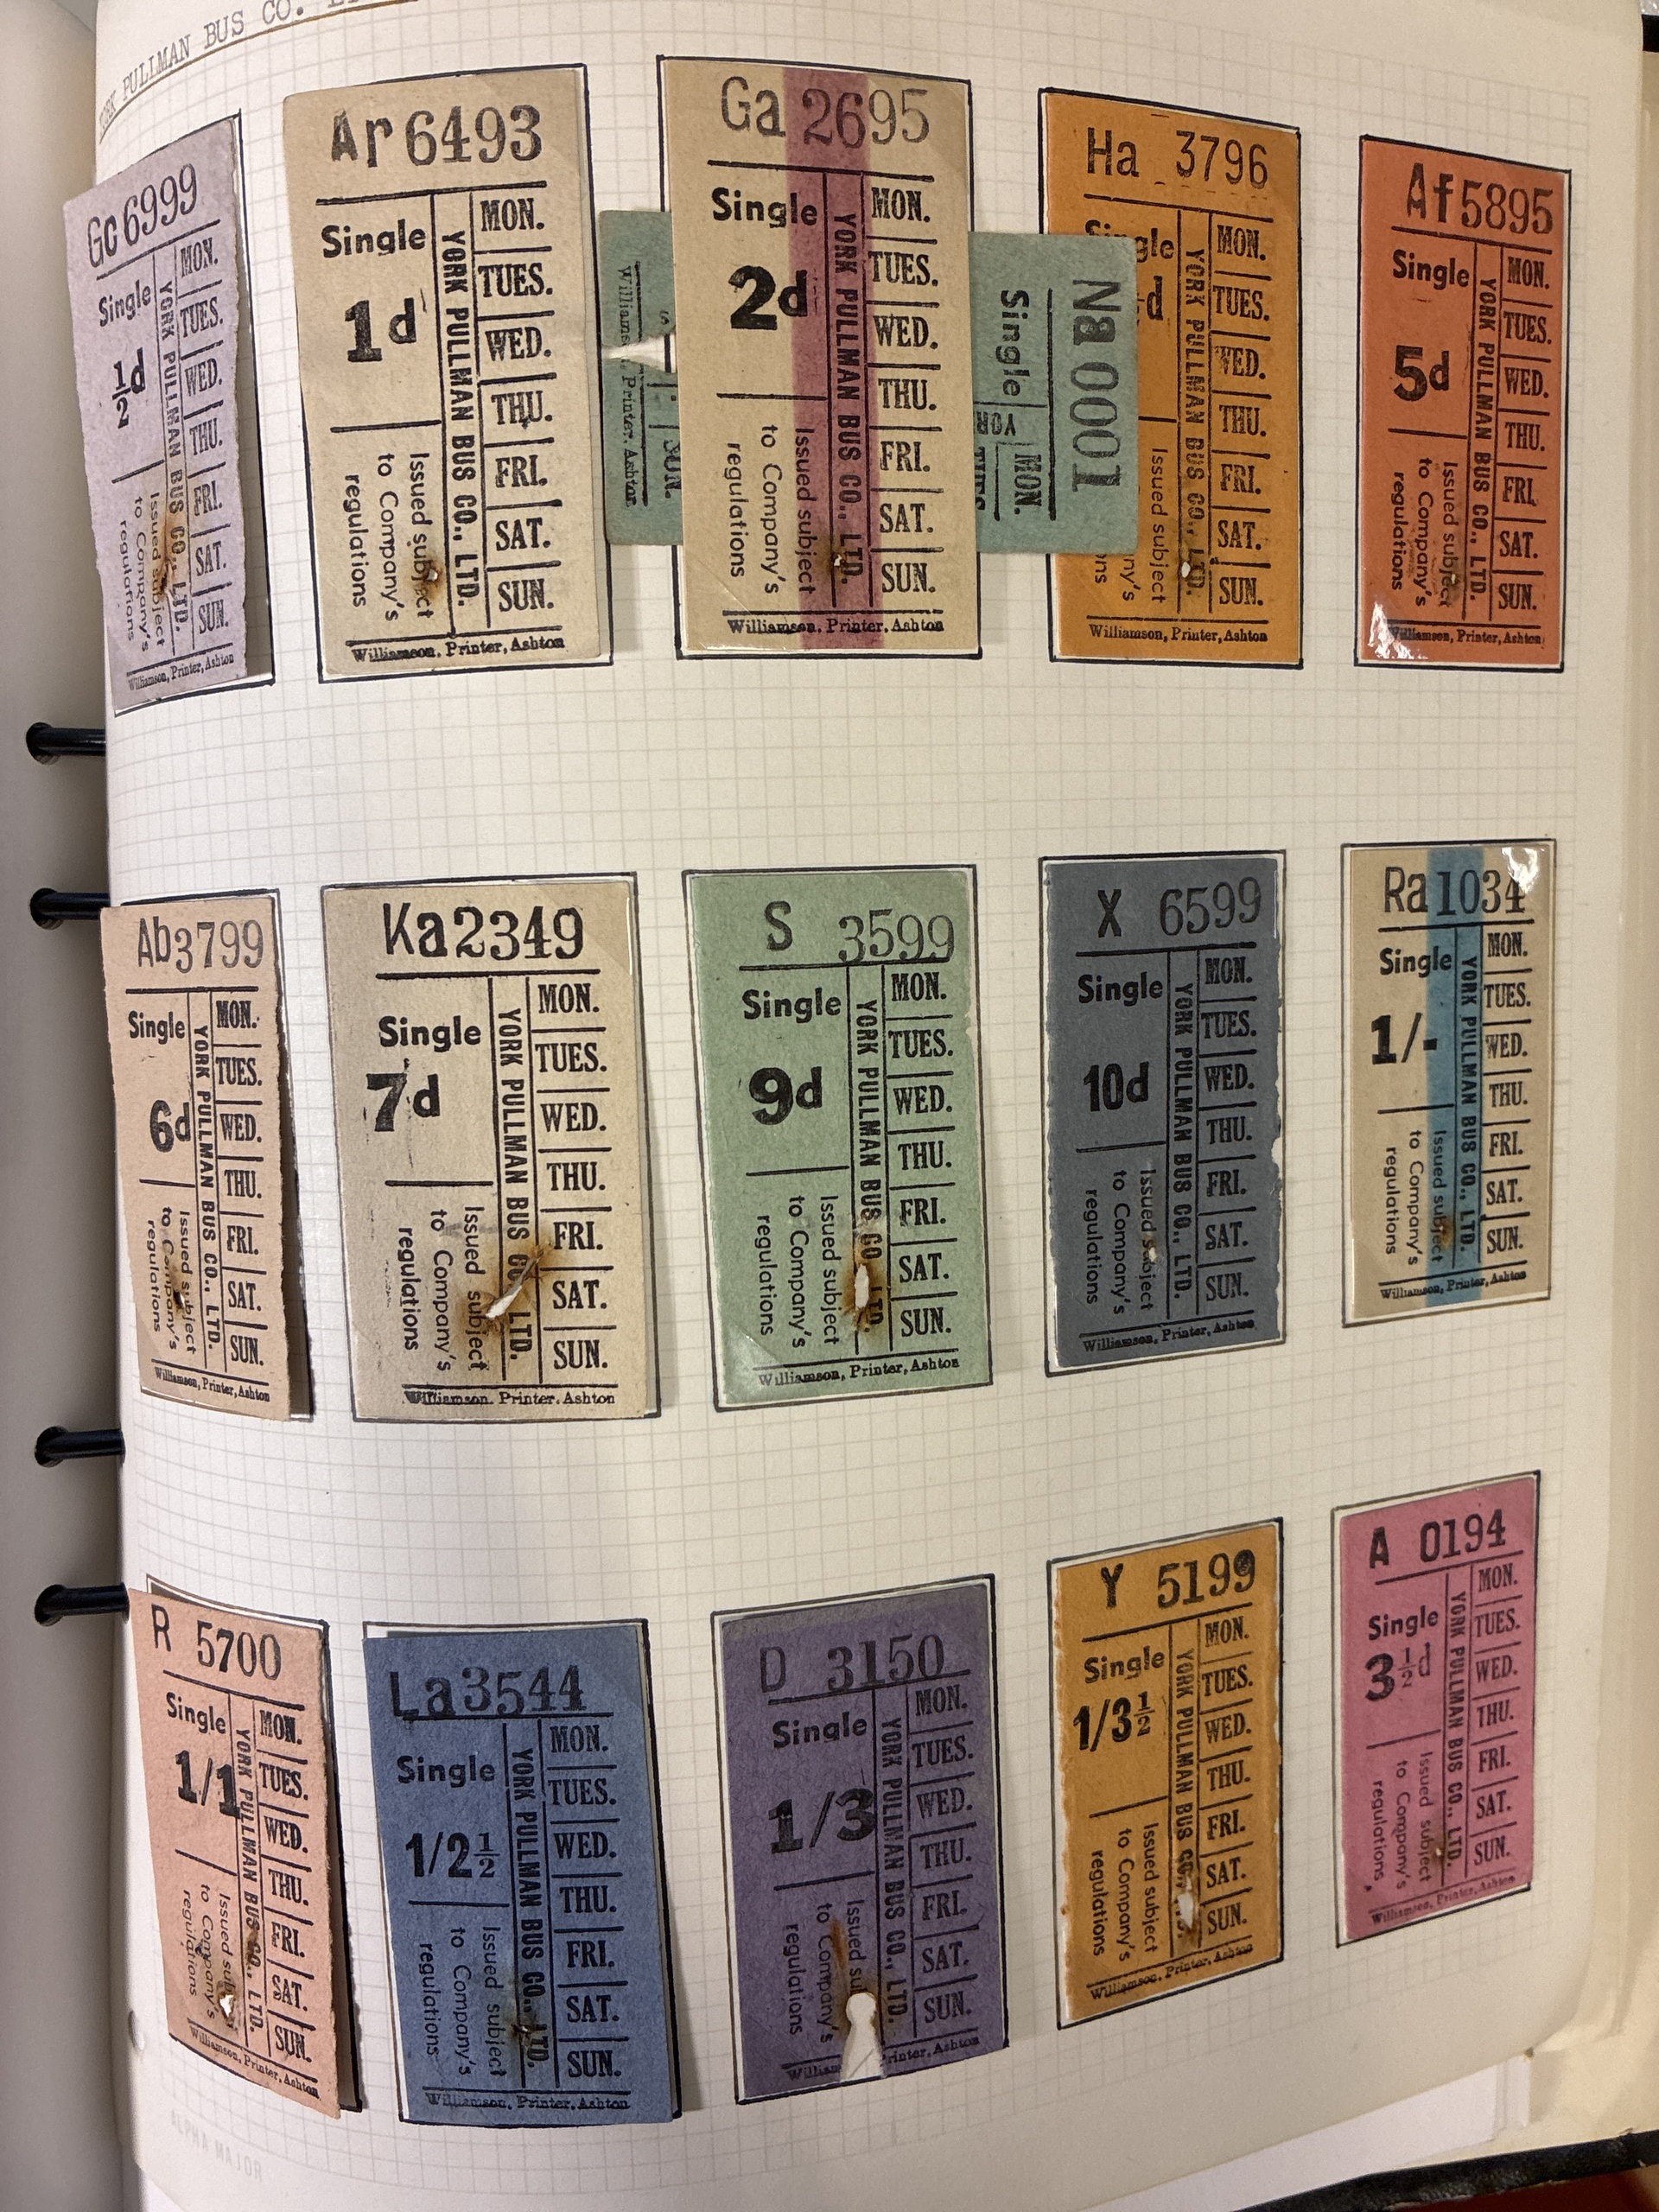 YORK PULLMAN BUS CO.
Gc 6999
Single
½d
YORK PULLMAN BUS CO., LTD.
MON.
TUES.
WED.
THU.
FRI.
SAT.
SUN.
Issued subject
to Company's
regulations
Williamson, Printer, Ashton
Ar 6493
Single
1d
YORK PULLMAN BUS CO., LTD.
MON.
TUES.
WED.
THU.
FRI.
SAT.
SUN.
Issued subject
to Company's
regulations
Williamson, Printer, Ashton
Ga 2695
Single
2d
YORK PULLMAN BUS CO., LTD.
MON.
TUES.
WED.
THU.
FRI.
SAT.
SUN.
Issued subject
to Company's
regulations
Williamson, Printer, Ashton
Na 0001
Single
YOR
MON.
TUES
SUN.
Williamson, Printer, Ashton
Ha 3796
gle
d
YORK PULLMAN BUS CO., LTD.
MON.
TUES.
WED.
THU.
FRI.
SAT.
SUN.
Issued subject
ny's
ons
Williamson, Printer, Ashton
Af 5895
Single
5d
YORK PULLMAN BUS CO., LTD.
MON.
TUES.
WED.
THU.
FRI.
SAT.
SUN.
Issued subject
to Company's
regulations
Williamson, Printer, Ashton
Ab 3799
Single
6d
YORK PULLMAN BUS CO., LTD.
MON.
TUES.
WED.
THU.
FRI.
SAT.
SUN.
Issued subject
to Company's
regulations
Williamson, Printer, Ashton
Ka 2349
Single
7d
YORK PULLMAN BUS CO., LTD.
MON.
TUES.
WED.
THU.
FRI.
SAT.
SUN.
Issued subject
to Company's
regulations
Williamson, Printer, Ashton
S 3599
Single
9d
YORK PULLMAN BUS CO., LTD.
MON.
TUES.
WED.
THU.
FRI.
SAT.
SUN.
Issued subject
to Company's
regulations
Williamson, Printer, Ashton
X 6599
Single
10d
YORK PULLMAN BUS CO., LTD.
MON.
TUES.
WED.
THU.
FRI.
SAT.
SUN.
Issued subject
to Company's
regulations
Williamson, Printer, Ashton
Ra 1034
Single
1/-
YORK PULLMAN BUS CO., LTD.
MON.
TUES.
WED.
THU.
FRI.
SAT.
SUN.
Issued subject
to Company's
regulations
Williamson, Printer, Ashton
R 5700
Single
1/1
YORK PULLMAN BUS CO., LTD.
MON.
TUES.
WED.
THU.
FRI.
SAT.
SUN.
Issued subject
to Company's
regulations
Williamson, Printer, Ashton
La 3544
Single
1/2½
YORK PULLMAN BUS CO., LTD.
MON.
TUES.
WED.
THU.
FRI.
SAT.
SUN.
Issued subject
to Company's
regulations
Williamson, Printer, Ashton
D 3150
Single
1/3
YORK PULLMAN BUS CO., LTD.
MON.
TUES.
WED.
THU.
FRI.
SAT.
SUN.
Issued su
to Company's
regulations
William rinter, Ashton
Y 5199
Single
1/3½
YORK PULLMAN BUS CO.,
MON.
TUES.
WED.
THU.
FRI.
SAT.
SUN.
Issued subject
to Company's
regulations
Williamson, Printer, Ashton
A 0194
Single
3½d
YORK PULLMAN BUS CO., LTD.
MON.
TUES.
WED.
THU.
FRI.
SAT.
SUN.
Issued subject
to Company's
regulations
Williamson, Printer, Ashton
ALPHA MAJOR